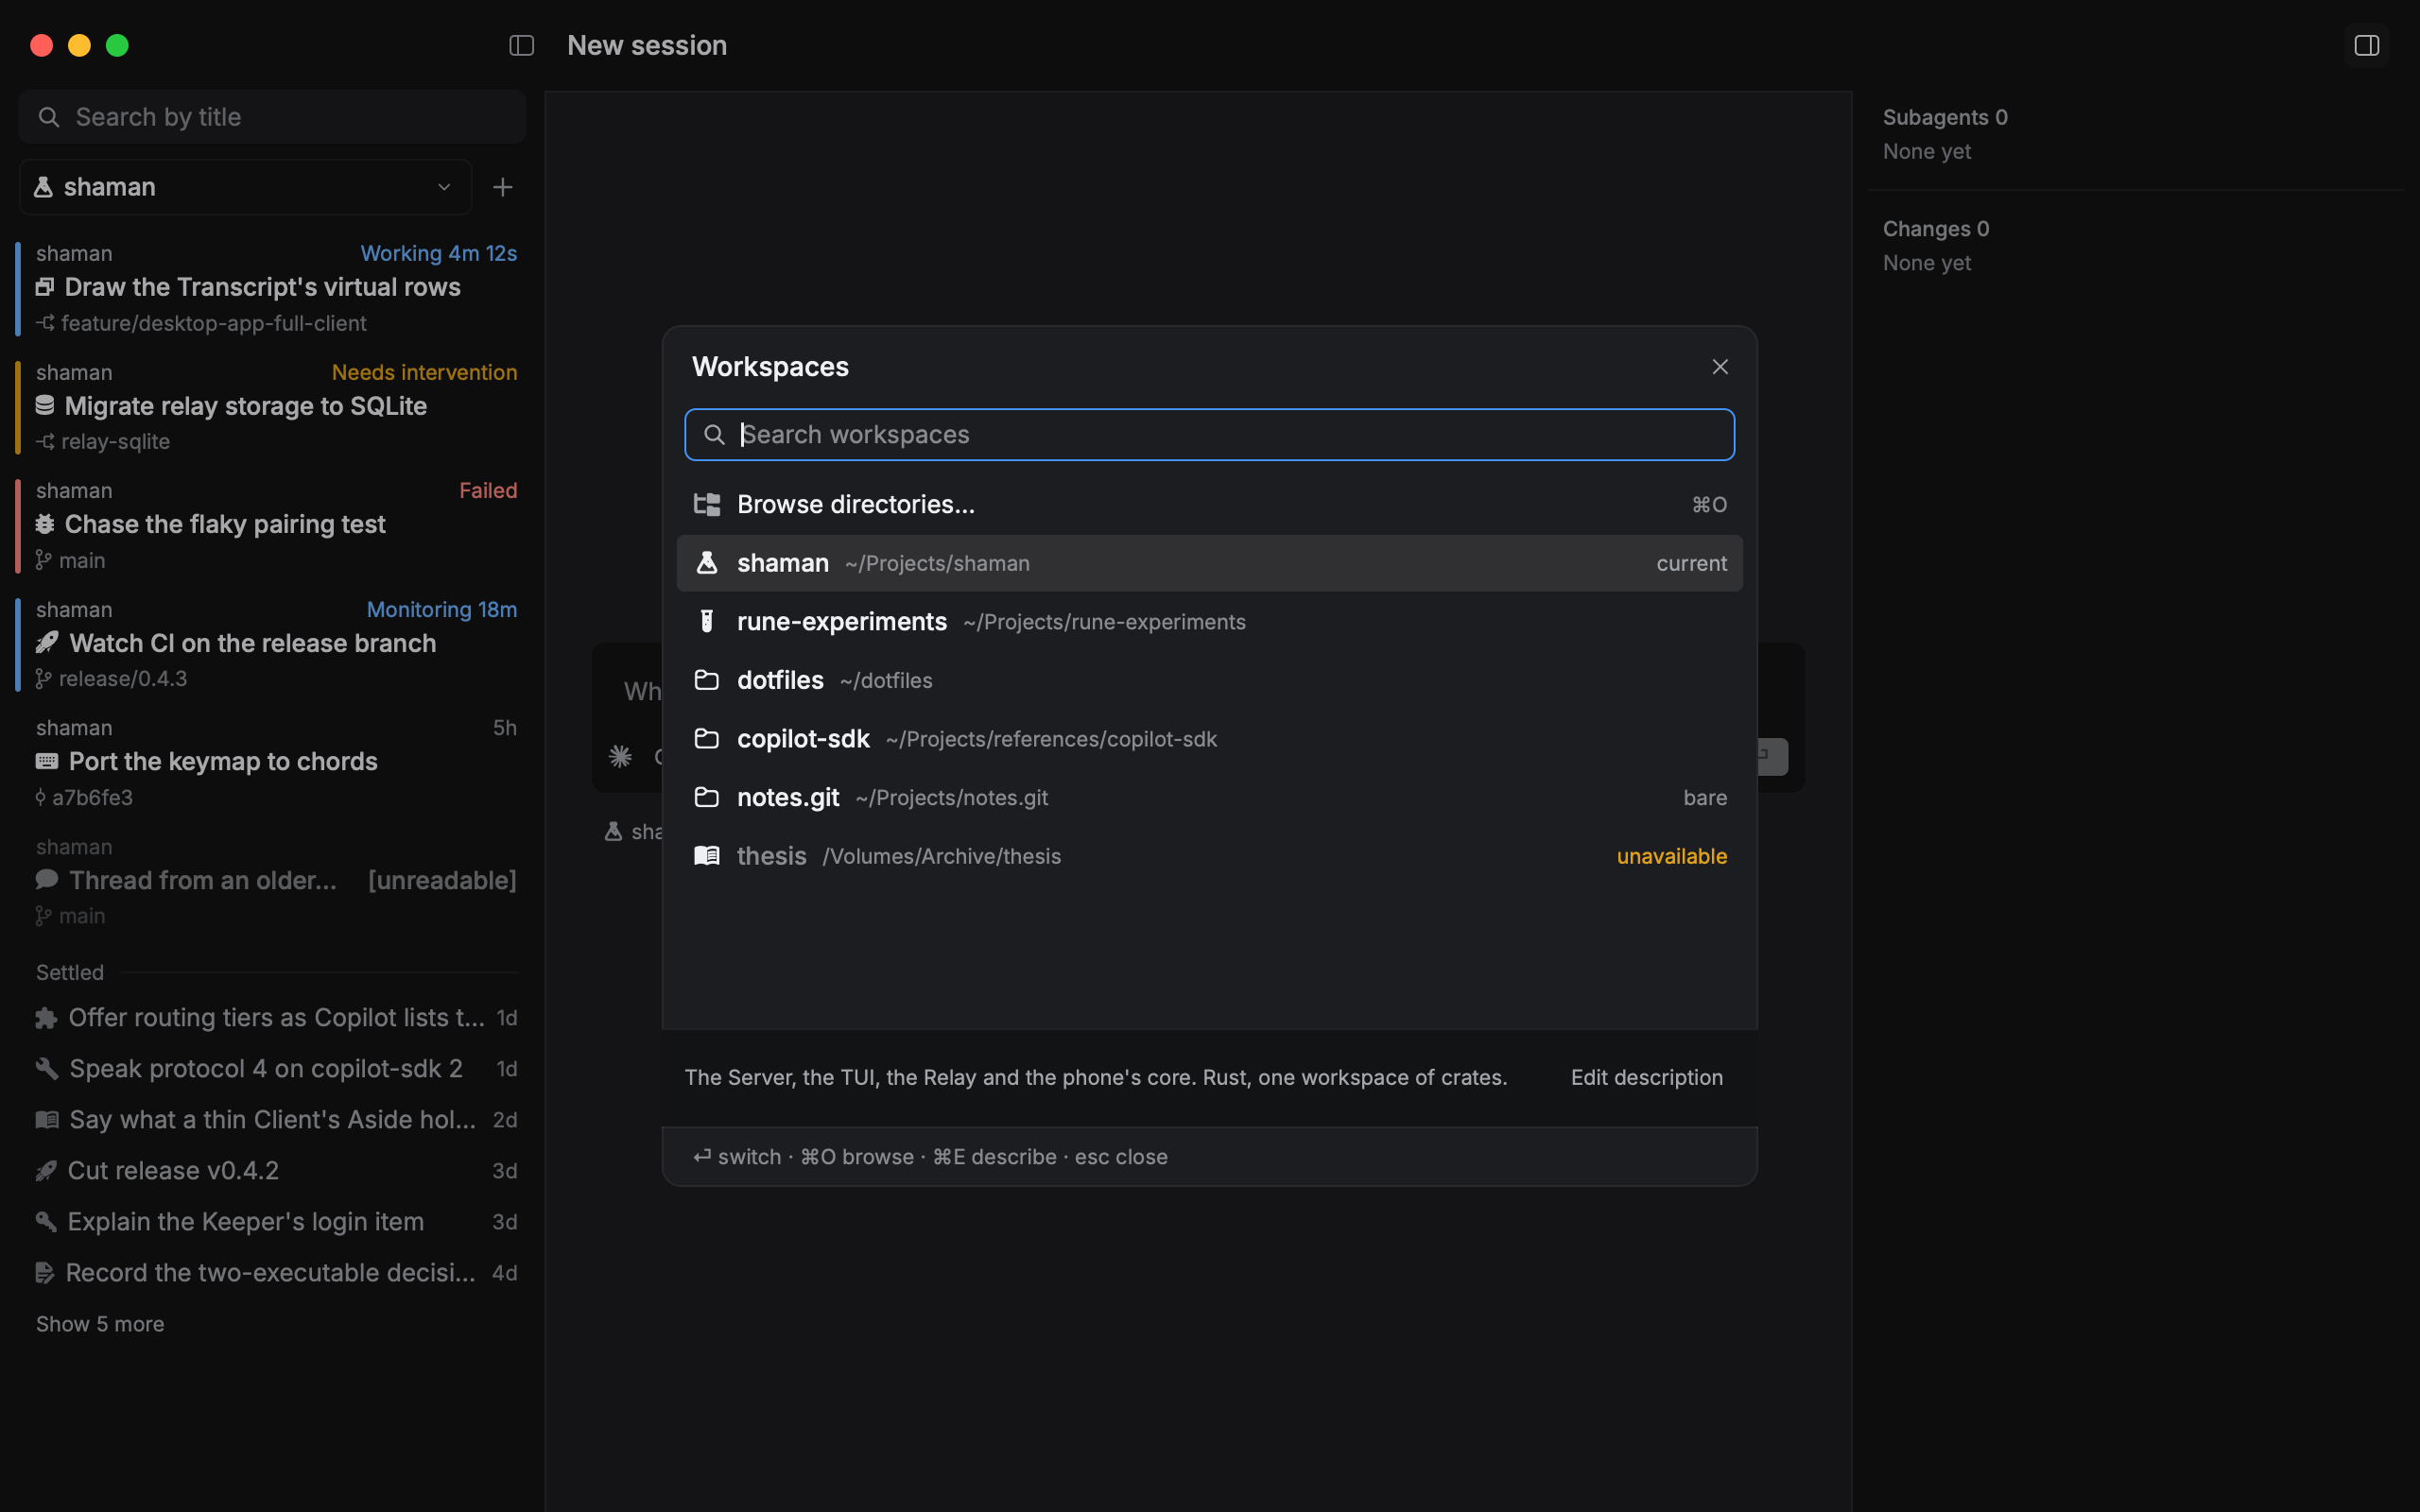 New session
Search by title
shaman
shaman Working 4m 12s
Draw the Transcript's virtual rows
feature/desktop-app-full-client
shaman Needs intervention
Migrate relay storage to SQLite
relay-sqlite
shaman Failed
Chase the flaky pairing test
main
shaman Monitoring 18m
Watch CI on the release branch
release/0.4.3
shaman 5h
Port the keymap to chords
a7b6fe3
shaman
Thread from an older... [unreadable]
main
Settled
Offer routing tiers as Copilot lists t... 1d
Speak protocol 4 on copilot-sdk 2 1d
Say what a thin Client's Aside hol... 2d
Cut release v0.4.2 3d
Explain the Keeper's login item 3d
Record the two-executable decisi... 4d
Show 5 more
Workspaces
Search workspaces
Browse directories... ⌘O
shaman ~/Projects/shaman current
rune-experiments ~/Projects/rune-experiments
dotfiles ~/dotfiles
copilot-sdk ~/Projects/references/copilot-sdk
notes.git ~/Projects/notes.git bare
thesis /Volumes/Archive/thesis unavailable
The Server, the TUI, the Relay and the phone's core. Rust, one workspace of crates. Edit description
⏎ switch · ⌘O browse · ⌘E describe · esc close
Subagents 0
None yet
Changes 0
None yet